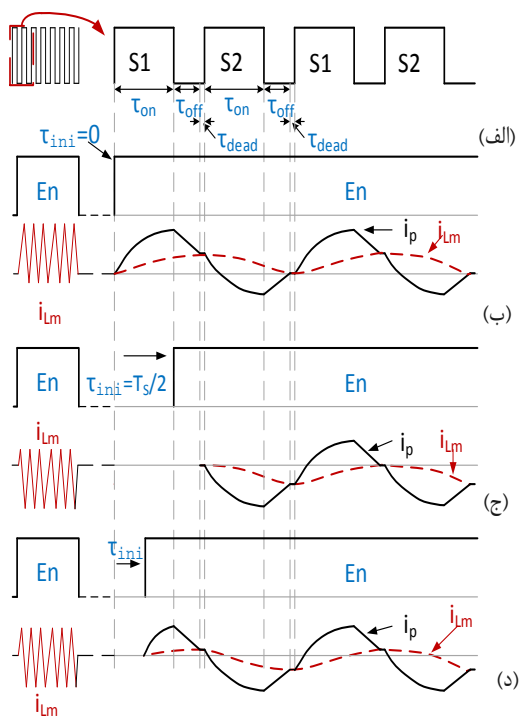 S1 S2 S1 S2
τon τoff τon τoff
τdead τdead
(الف)
τini=0
En En
ip iLm
iLm
(ب)
En En
τini=TS/2
iLm ip iLm
(ج)
τini
En En
ip iLm
iLm
(د)